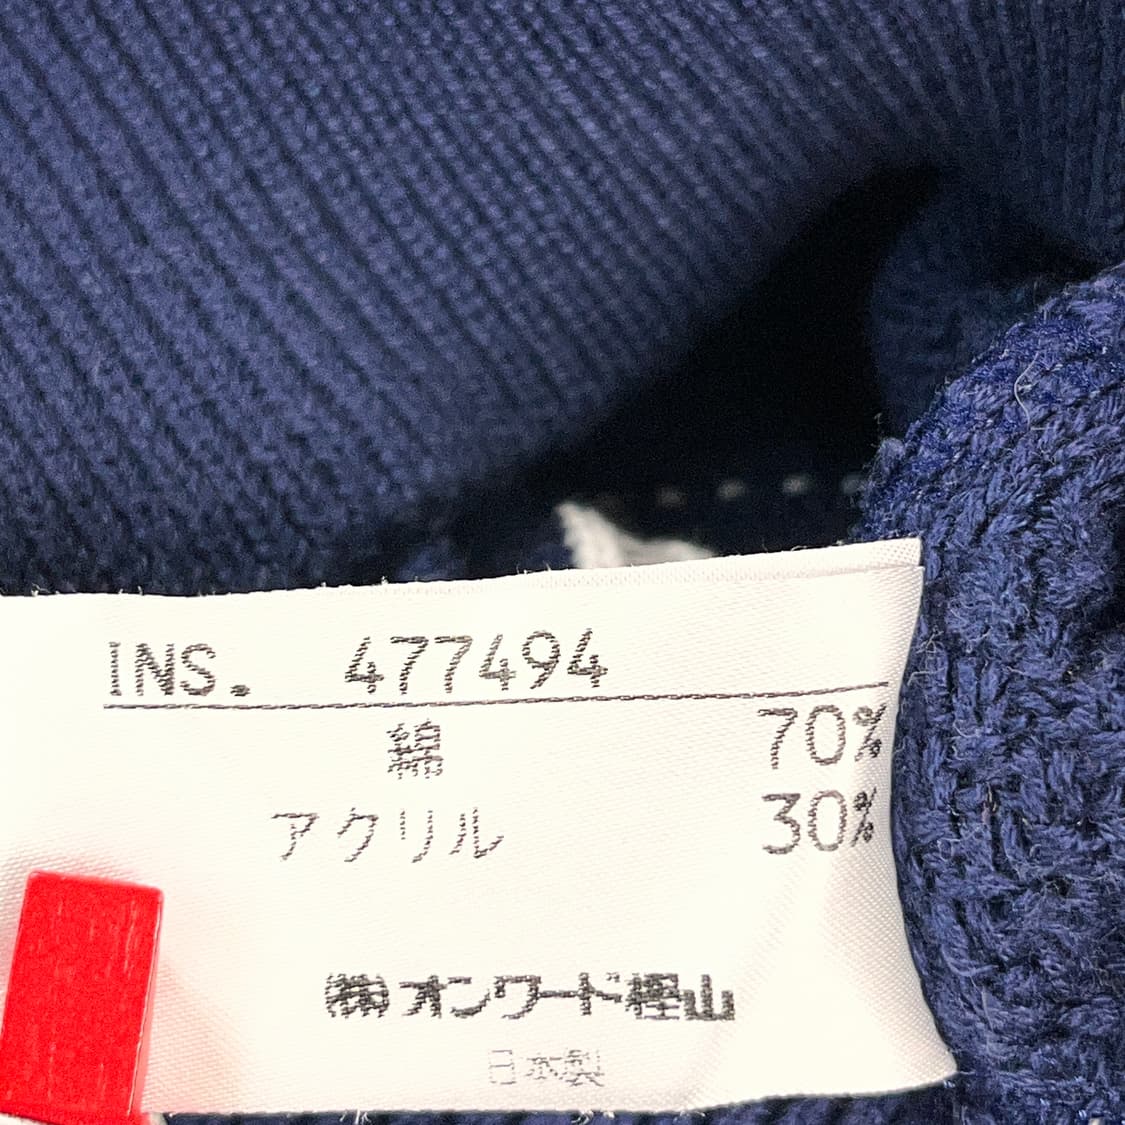 INS. 477494
綿 70%
アクリル 30%
㈱オンワード樫山
日本製